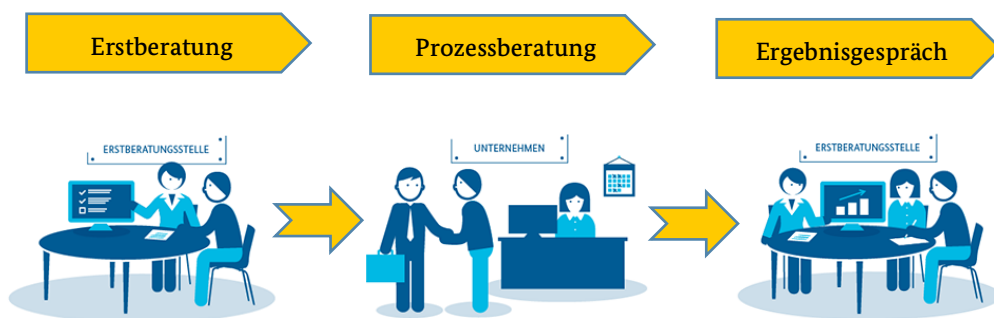 Erstberatung
Prozessberatung
Ergebnisgespräch
ERSTBERATUNGSSTELLE
UNTERNEHMEN
ERSTBERATUNGSSTELLE